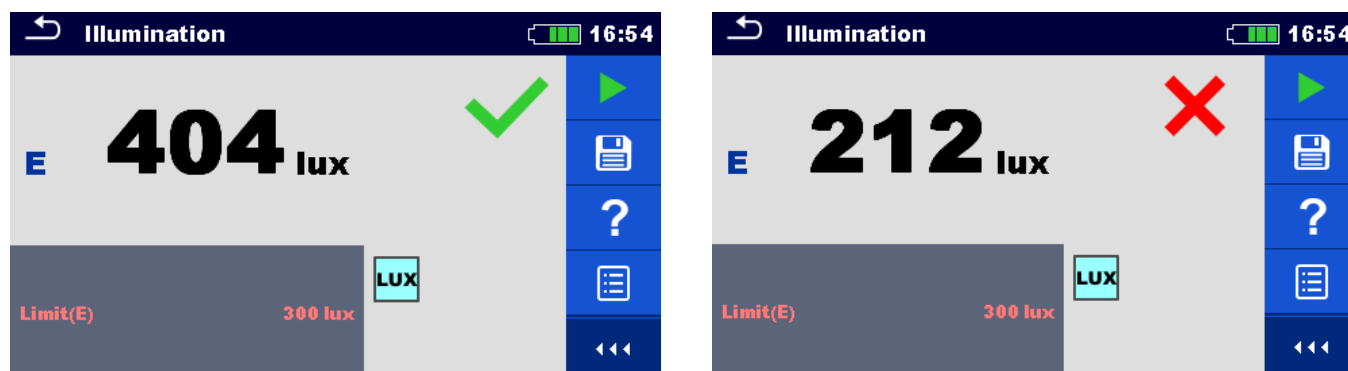 Illumination 16:54
E 404 lux
?
LUX
Limit(E) 300 lux
Illumination 16:54
E 212 lux
?
LUX
Limit(E) 300 lux